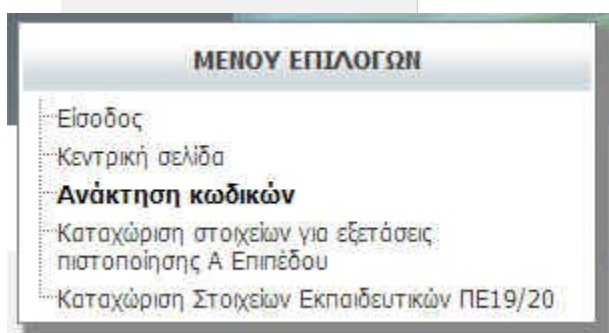 ΜΕΝΟΥ ΕΠΙΛΟΓΩΝ
Είσοδος
Κεντρική σελίδα
Ανάκτηση κωδικών
Καταχώριση στοιχείων για εξετάσεις
πιστοποίησης Α Επιπέδου
Καταχώριση Στοιχείων Εκπαιδευτικών ΠΕ19/20